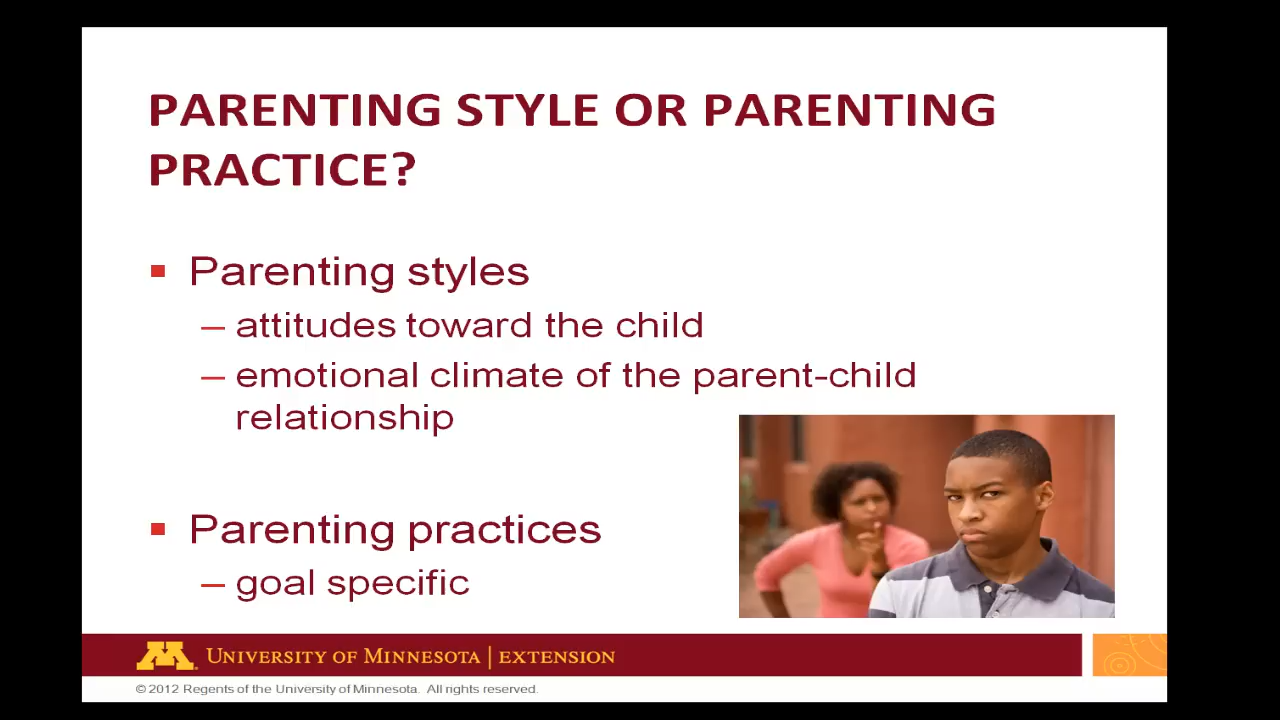 PARENTING STYLE OR PARENTING
PRACTICE?
Parenting styles
– attitudes toward the child
– emotional climate of the parent-child
relationship
Parenting practices
– goal specific
M UNIVERSITY OF MINNESOTA | EXTENSION
© 2012 Regents of the University of Minnesota. All rights reserved.